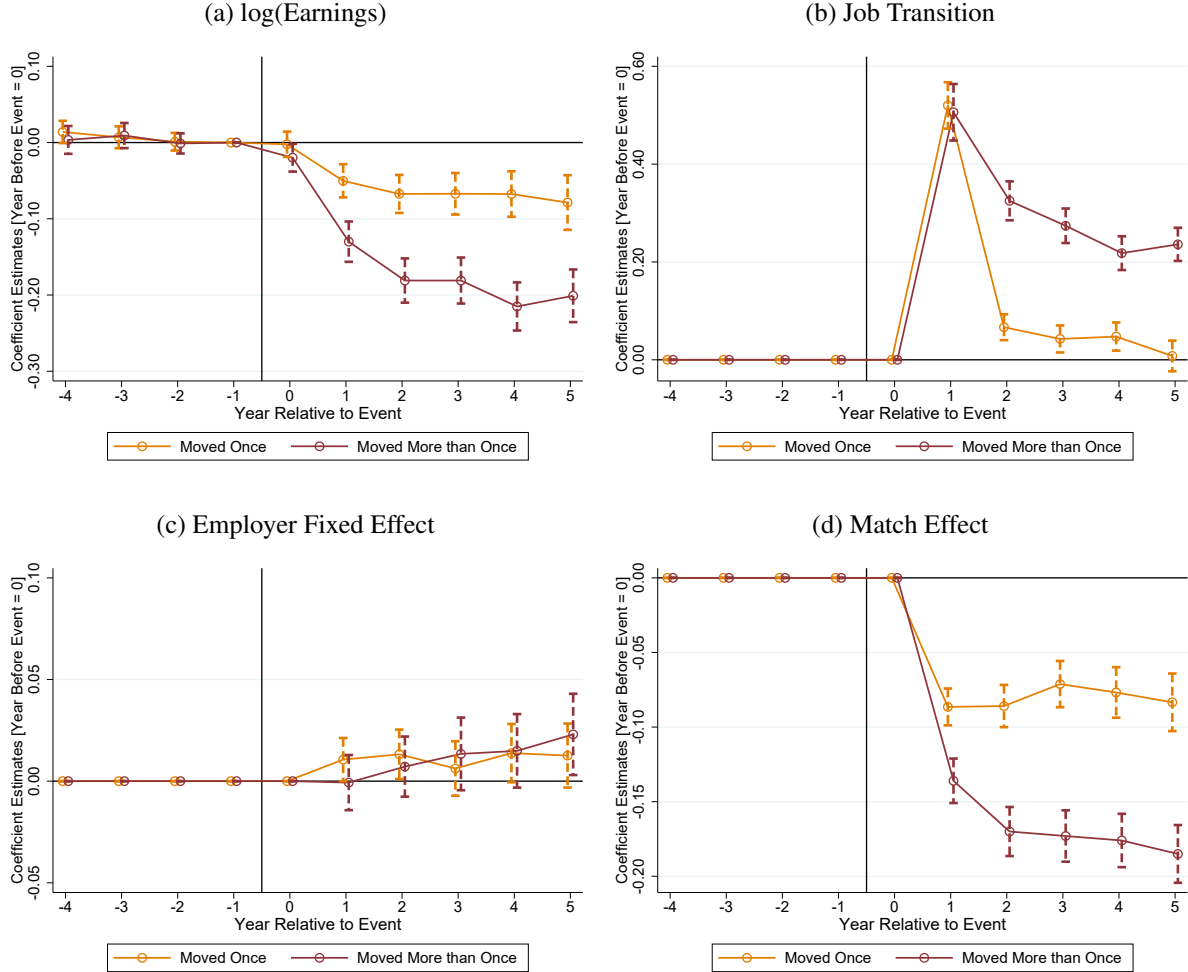 (a) log(Earnings)
Coefficient Estimates [Year Before Event = 0]
0.10
0.00
-0.10
-0.20
-0.30
-4 -3 -2 -1 0 1 2 3 4 5
Year Relative to Event
Moved Once Moved More than Once
(b) Job Transition
Coefficient Estimates [Year Before Event = 0]
0.60
0.40
0.20
0.00
-4 -3 -2 -1 0 1 2 3 4 5
Year Relative to Event
Moved Once Moved More than Once
(c) Employer Fixed Effect
Coefficient Estimates [Year Before Event = 0]
0.10
0.05
0.00
-0.05
-4 -3 -2 -1 0 1 2 3 4 5
Year Relative to Event
Moved Once Moved More than Once
(d) Match Effect
Coefficient Estimates [Year Before Event = 0]
0.00
-0.05
-0.10
-0.15
-0.20
-4 -3 -2 -1 0 1 2 3 4 5
Year Relative to Event
Moved Once Moved More than Once